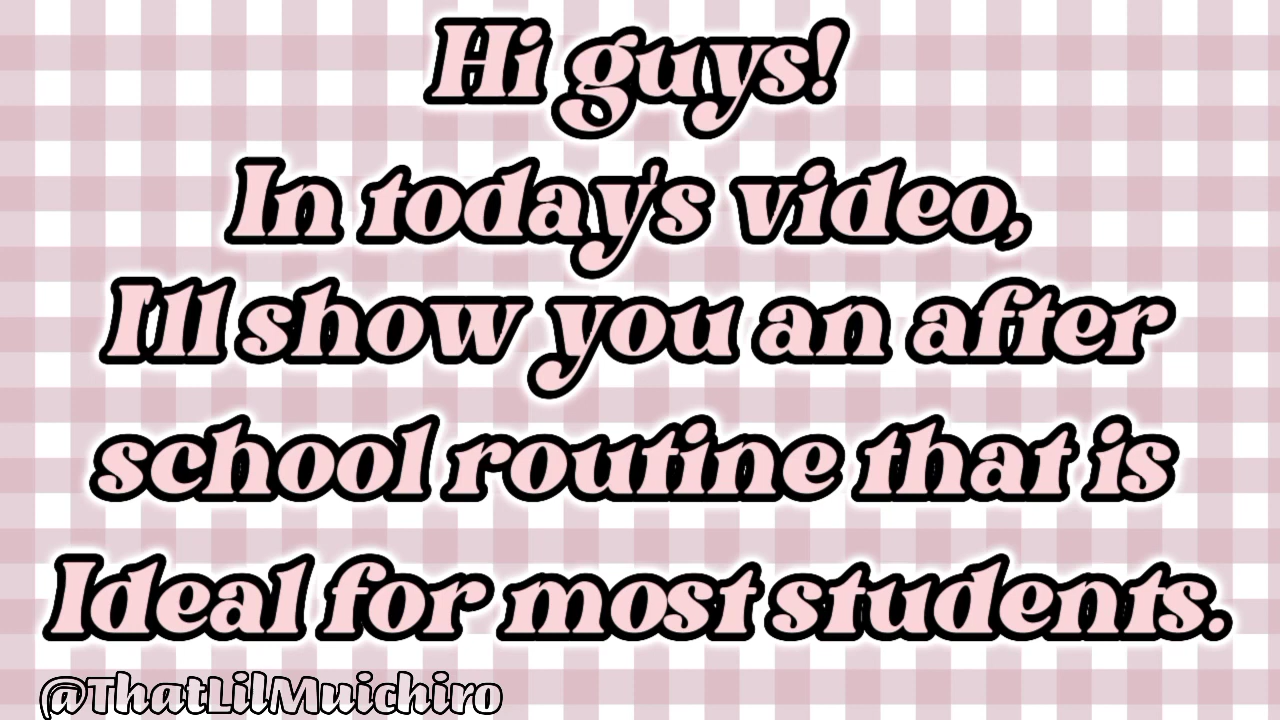 Hi guys!
In today's video,
I'll show you an after
school routine that is
Ideal for most students.
@ThatLilMuichiro